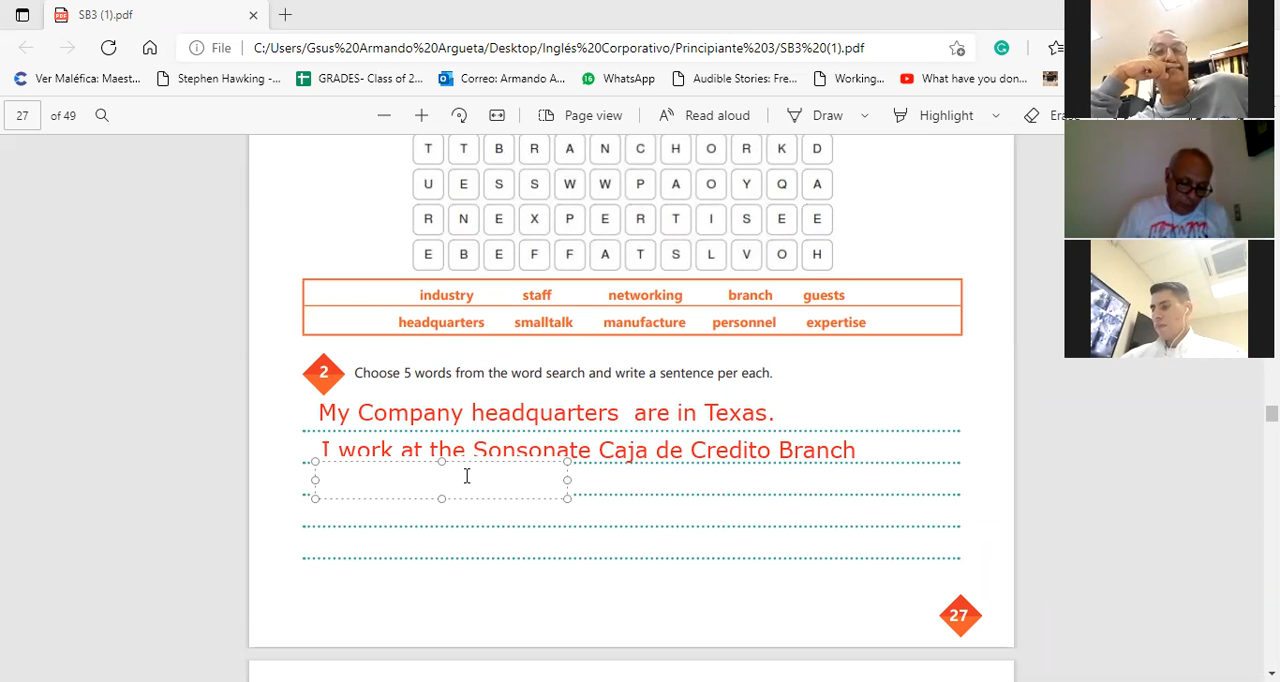 SB3 (1).pdf
File C:/Users/Gsus%20Armando%20Argueta/Desktop/Inglés%20Corporativo/Principiante%203/SB3%20(1).pdf
Ver Maléfica: Maest... Stephen Hawking -... GRADES- Class of 2... Correo: Armando A... WhatsApp Audible Stories: Fre... Working... What have you don...
27 of 49 Page view Read aloud Draw Highlight
T T B R A N C H O R K D
U E S S W W P A O Y Q A
R N E X P E R T I S E E
E B E F F A T S L V O H
industry staff networking branch guests
headquarters smalltalk manufacture personnel expertise
2 Choose 5 words from the word search and write a sentence per each.
My Company headquarters are in Texas.
I work at the Sonsonate Caja de Credito Branch
27